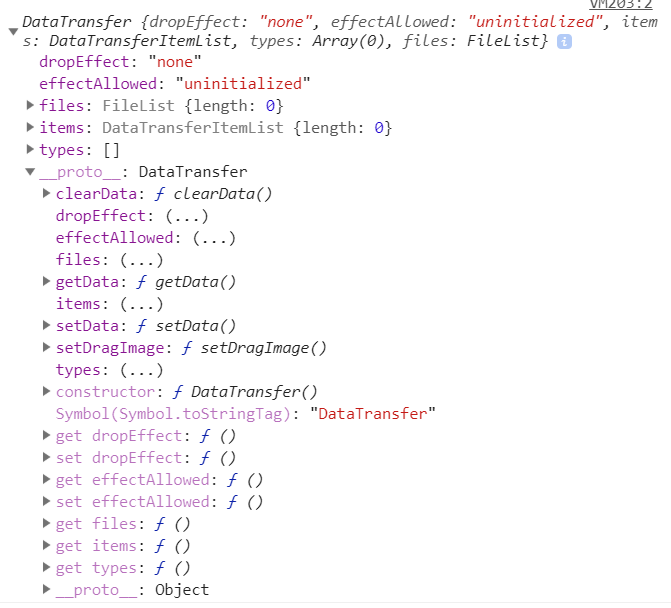 VM203:2
DataTransfer {dropEffect: "none", effectAllowed: "uninitialized", item
s: DataTransferItemList, types: Array(0), files: FileList} i
dropEffect: "none"
effectAllowed: "uninitialized"
files: FileList {length: 0}
items: DataTransferItemList {length: 0}
types: []
__proto__: DataTransfer
clearData: ƒ clearData()
dropEffect: (...)
effectAllowed: (...)
files: (...)
getData: ƒ getData()
items: (...)
setData: ƒ setData()
setDragImage: ƒ setDragImage()
types: (...)
constructor: ƒ DataTransfer()
Symbol(Symbol.toStringTag): "DataTransfer"
get dropEffect: ƒ ()
set dropEffect: ƒ ()
get effectAllowed: ƒ ()
set effectAllowed: ƒ ()
get files: ƒ ()
get items: ƒ ()
get types: ƒ ()
__proto__: Object